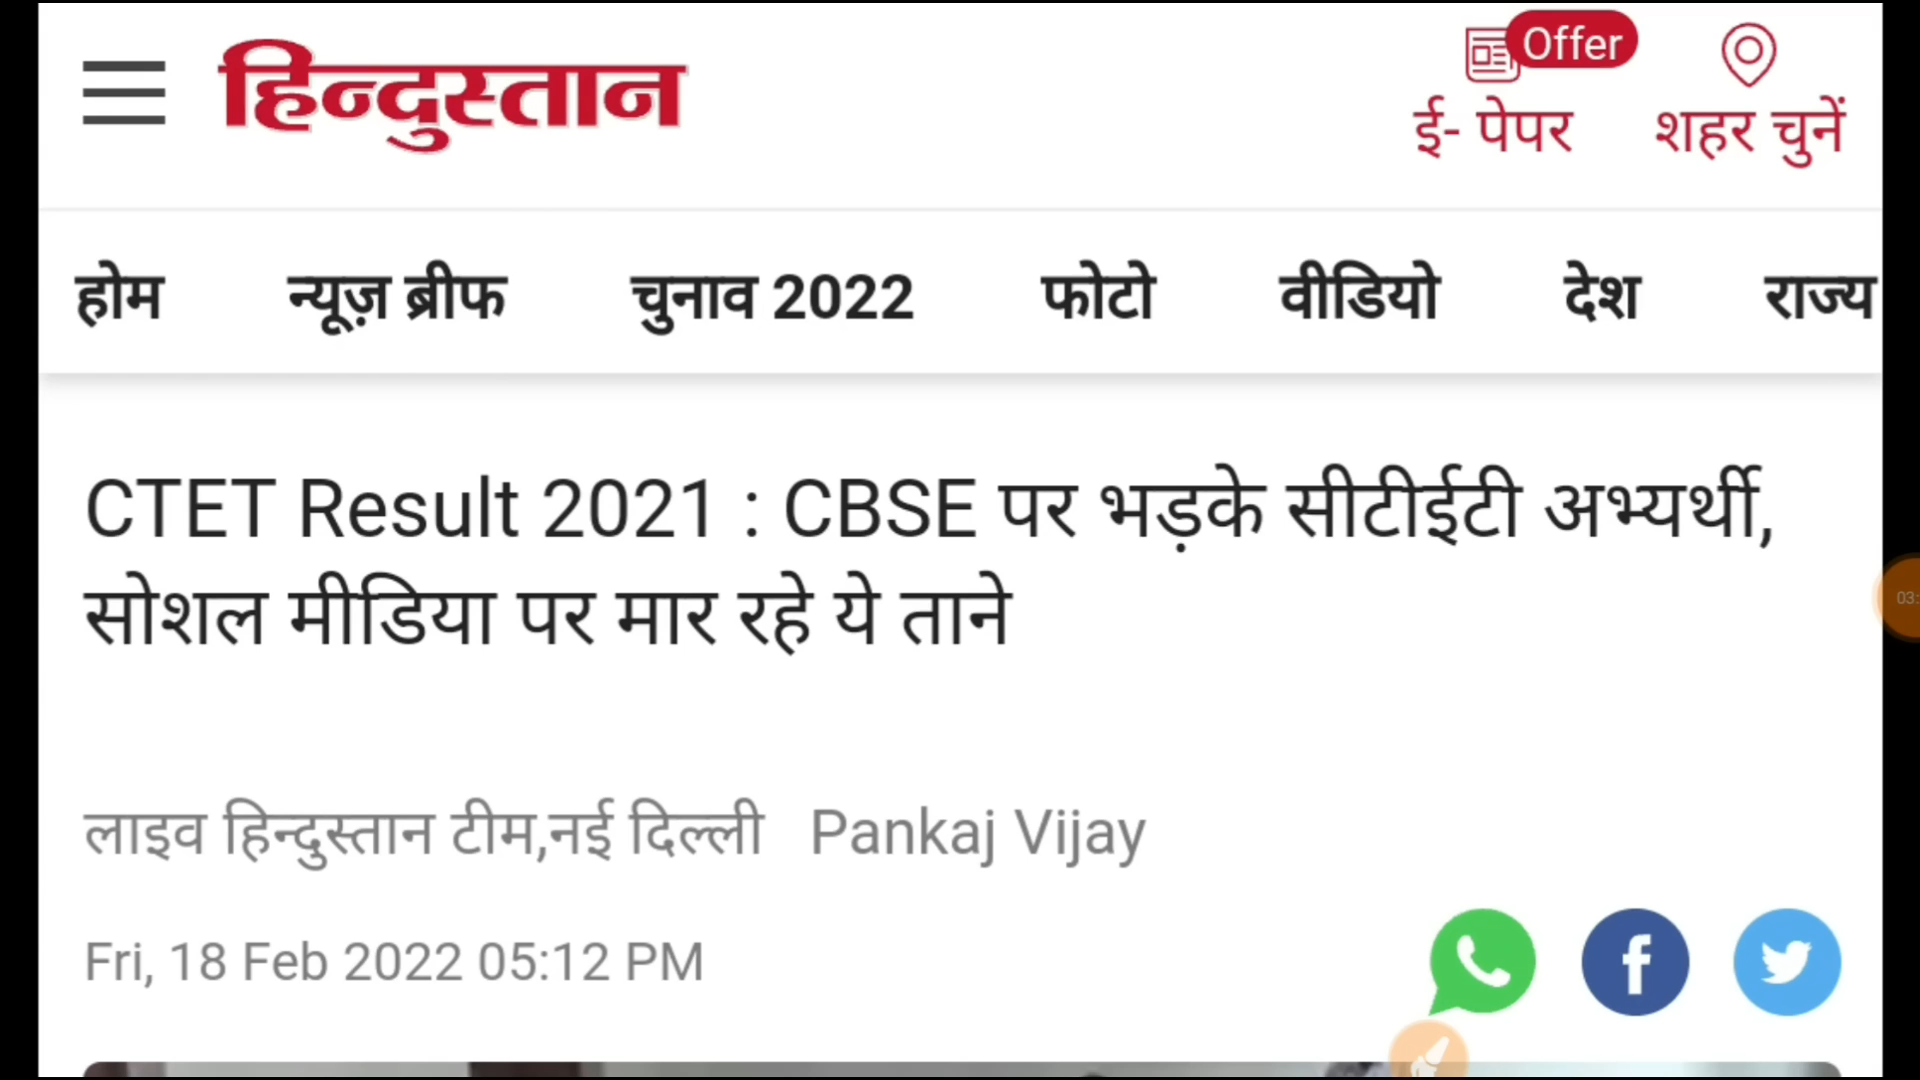 हिन्दुस्तान
Offer
ई- पेपर
शहर चुनें
होम न्यूज़ ब्रीफ चुनाव 2022 फोटो वीडियो देश राज्य
CTET Result 2021 : CBSE पर भड़के सीटीईटी अभ्यर्थी,
सोशल मीडिया पर मार रहे ये ताने
लाइव हिन्दुस्तान टीम,नई दिल्ली Pankaj Vijay
Fri, 18 Feb 2022 05:12 PM
03: